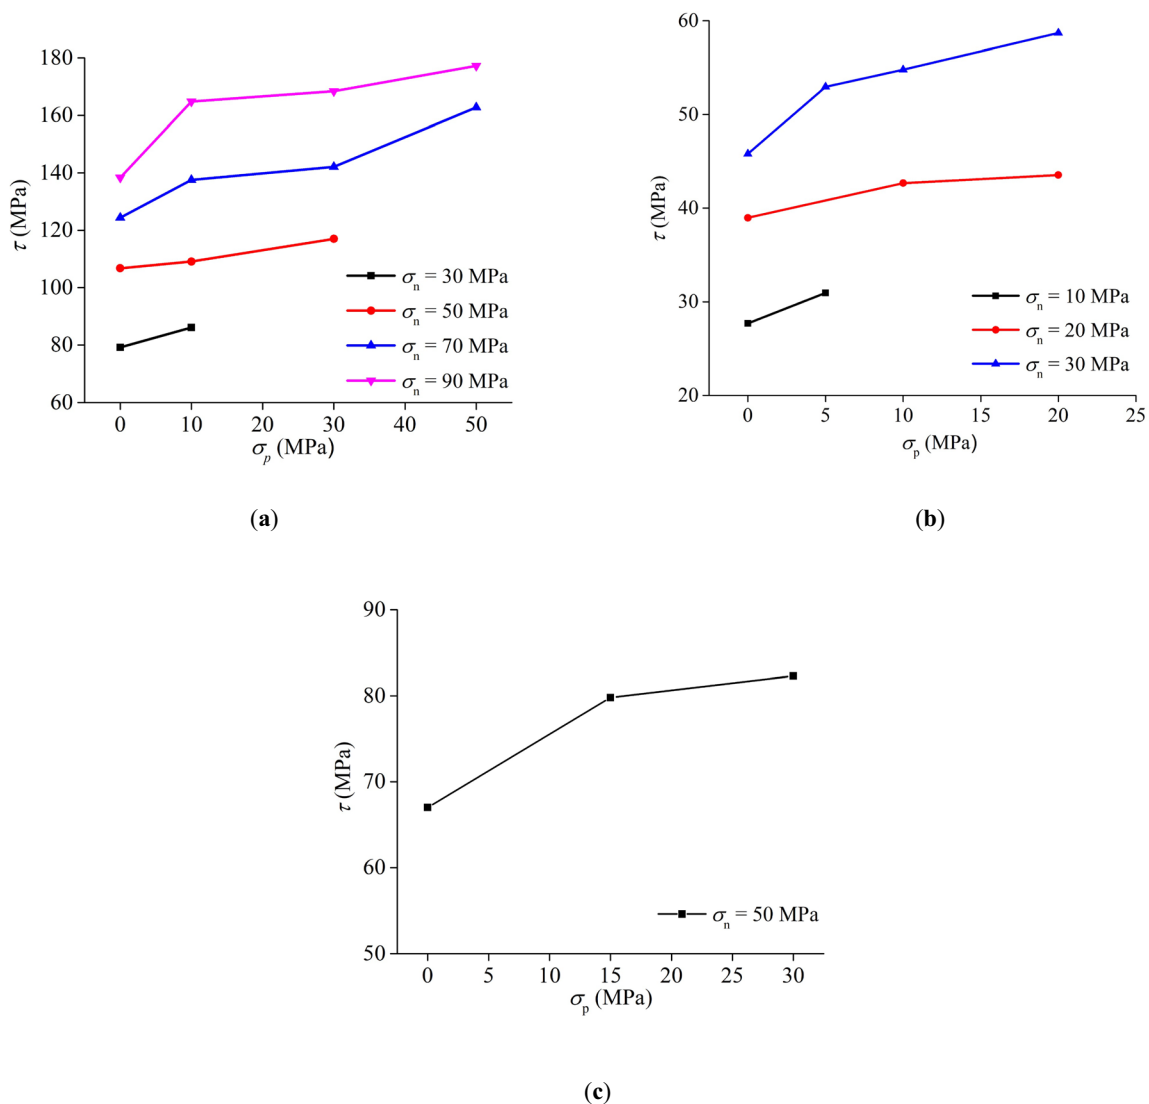 180
160
140
120
100
80
60
τ (MPa)
0 10 20 30 40 50
σp (MPa)
σn = 30 MPa
σn = 50 MPa
σn = 70 MPa
σn = 90 MPa
(a)
60
50
40
30
20
τ (MPa)
0 5 10 15 20 25
σp (MPa)
σn = 10 MPa
σn = 20 MPa
σn = 30 MPa
(b)
90
80
70
60
50
τ (MPa)
0 5 10 15 20 25 30
σp (MPa)
σn = 50 MPa
(c)